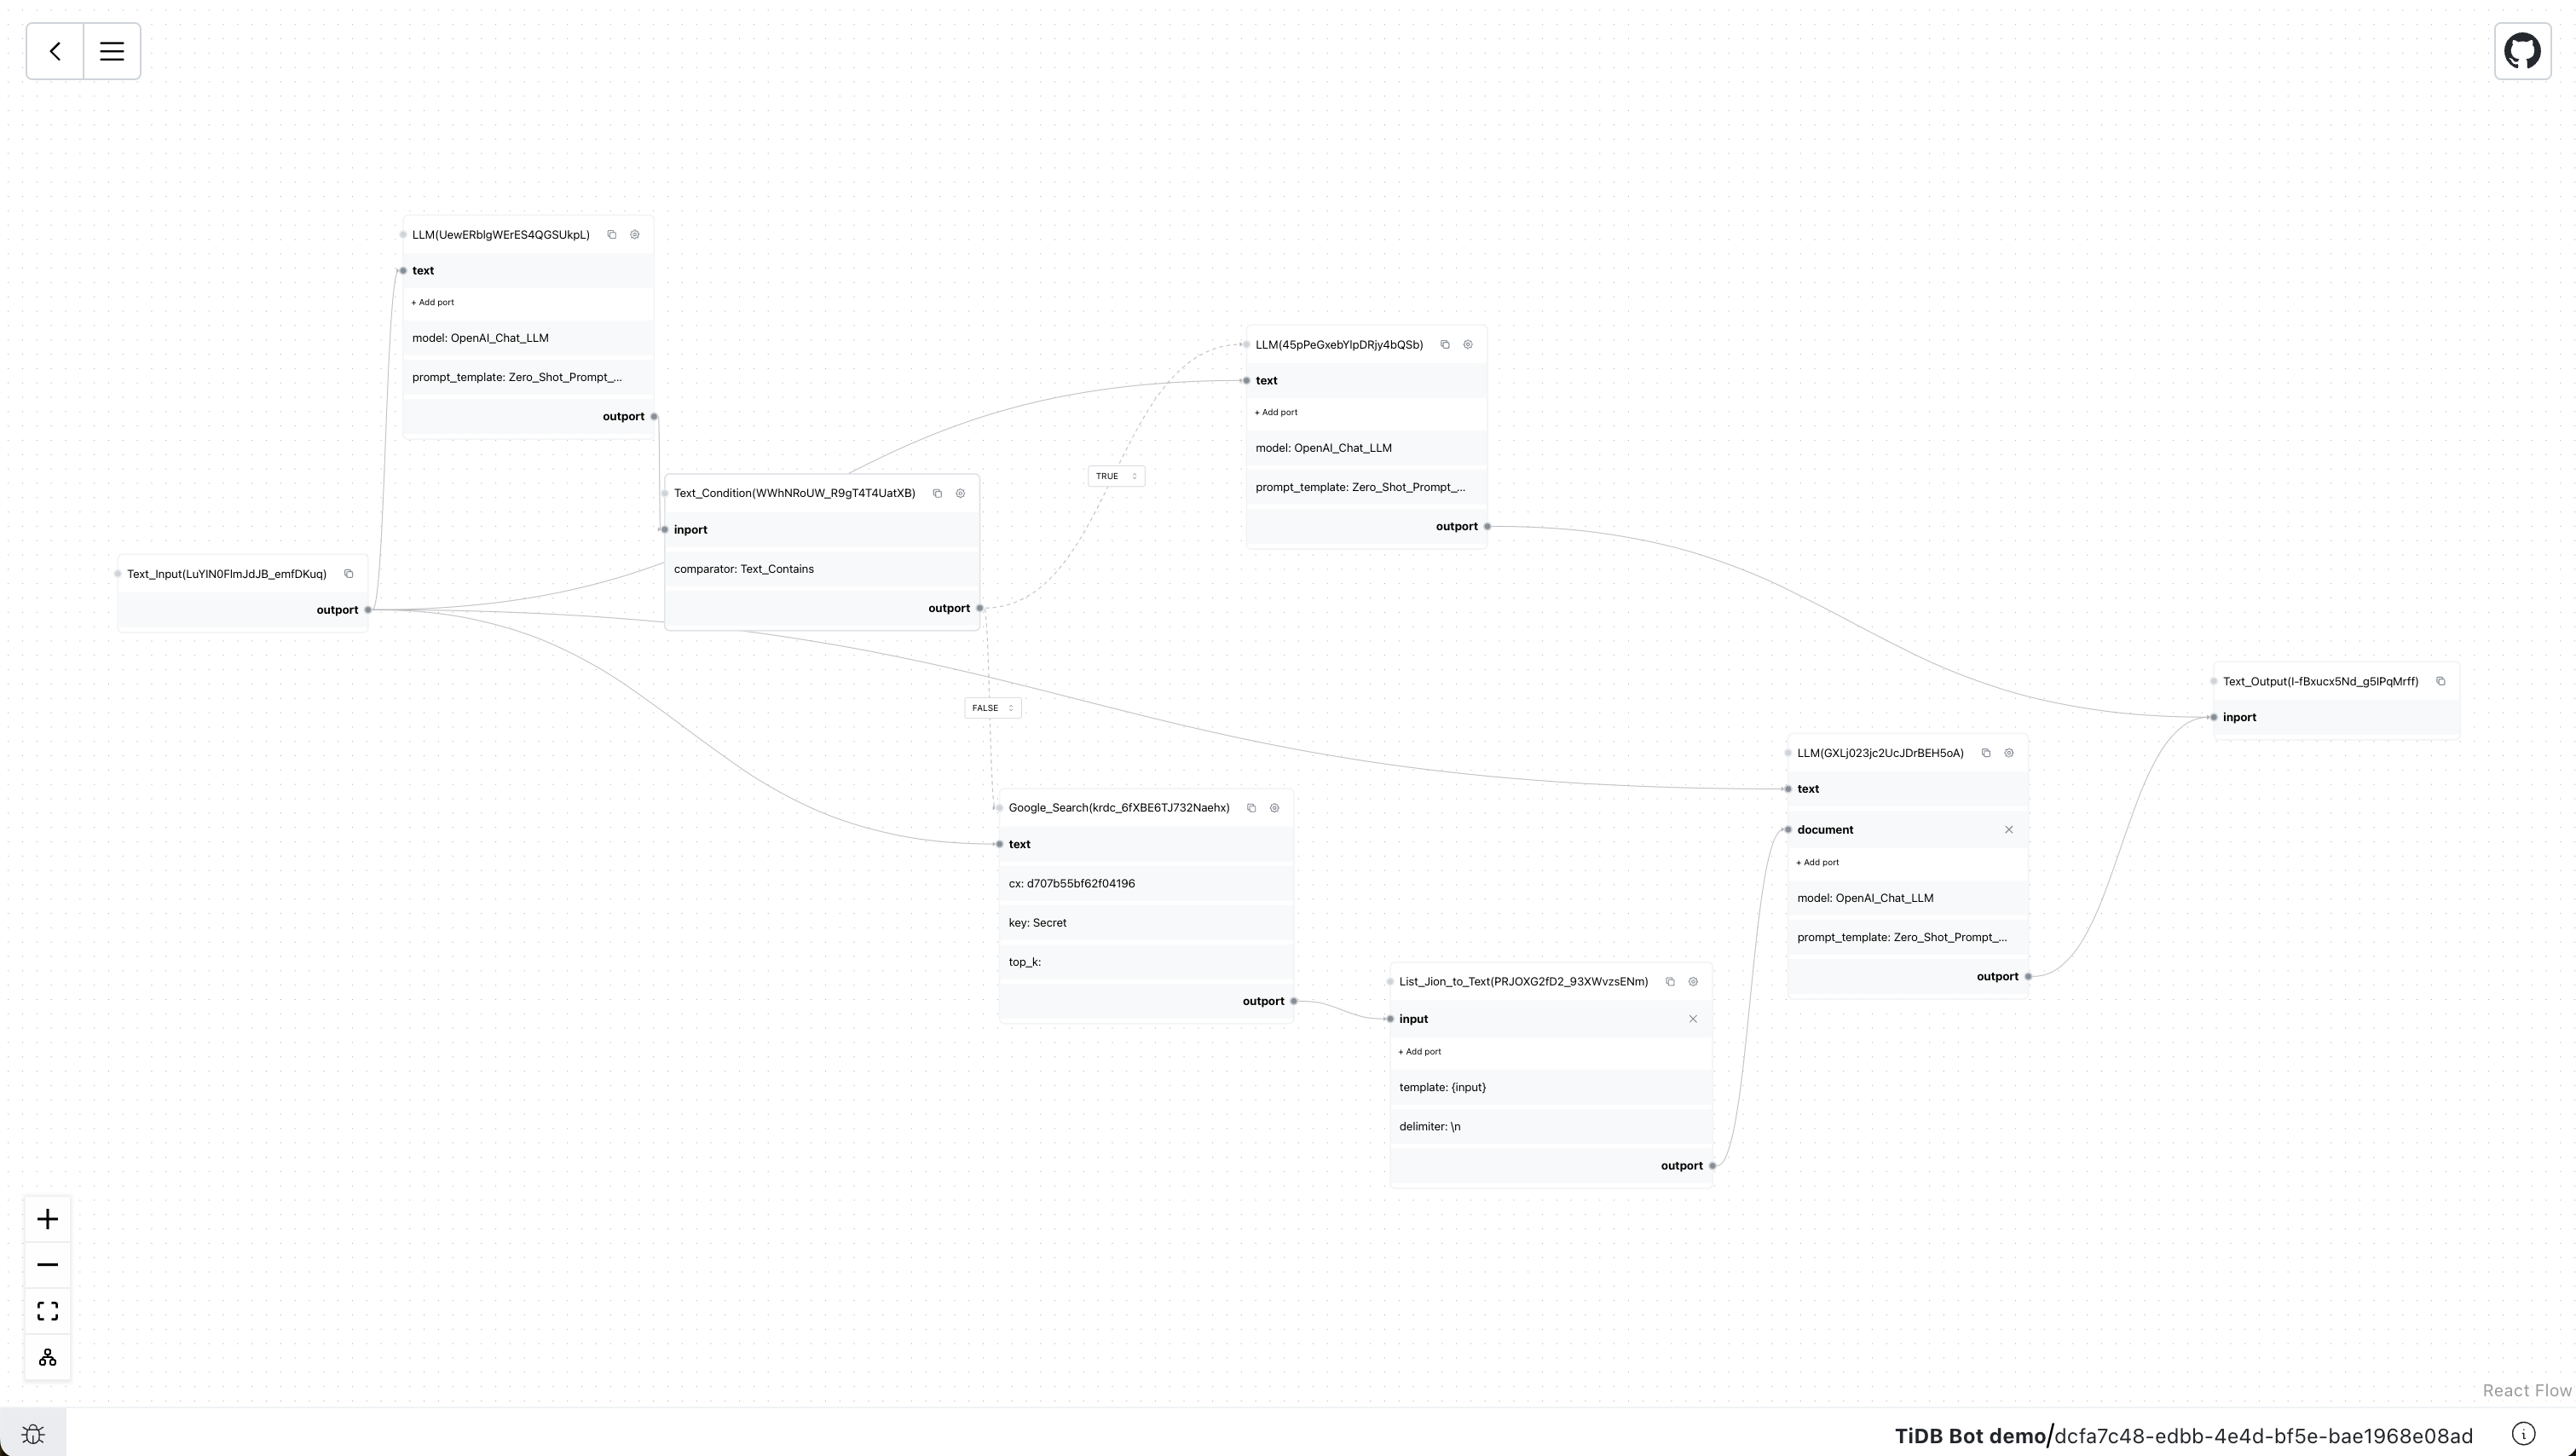 LLM(UewERblgWErES4QGSUkpL)
text
+ Add port
model: OpenAI_Chat_LLM
prompt_template: Zero_Shot_Prompt_...
outport
LLM(45pPeGxebYlpDRjy4bQSb)
text
+ Add port
model: OpenAI_Chat_LLM
prompt_template: Zero_Shot_Prompt_...
outport
TRUE
Text_Condition(WWhNRoUW_R9gT4T4UatXB)
inport
comparator: Text_Contains
outport
Text_Input(LuYIN0FlmJdJB_emfDKuq)
outport
FALSE
Text_Output(l-fBxucx5Nd_g5lPqMrff)
inport
Google_Search(krdc_6fXBE6TJ732Naehx)
text
cx: d707b55bf62f04196
key: Secret
top_k:
outport
LLM(GXLj023jc2UcJDrBEH5oA)
text
document
+ Add port
model: OpenAI_Chat_LLM
prompt_template: Zero_Shot_Prompt_...
outport
List_Jion_to_Text(PRJOXG2fD2_93XWvzsENm)
input
+ Add port
template: {input}
delimiter: \n
outport
React Flow
TiDB Bot demo/dcfa7c48-edbb-4e4d-bf5e-bae1968e08ad